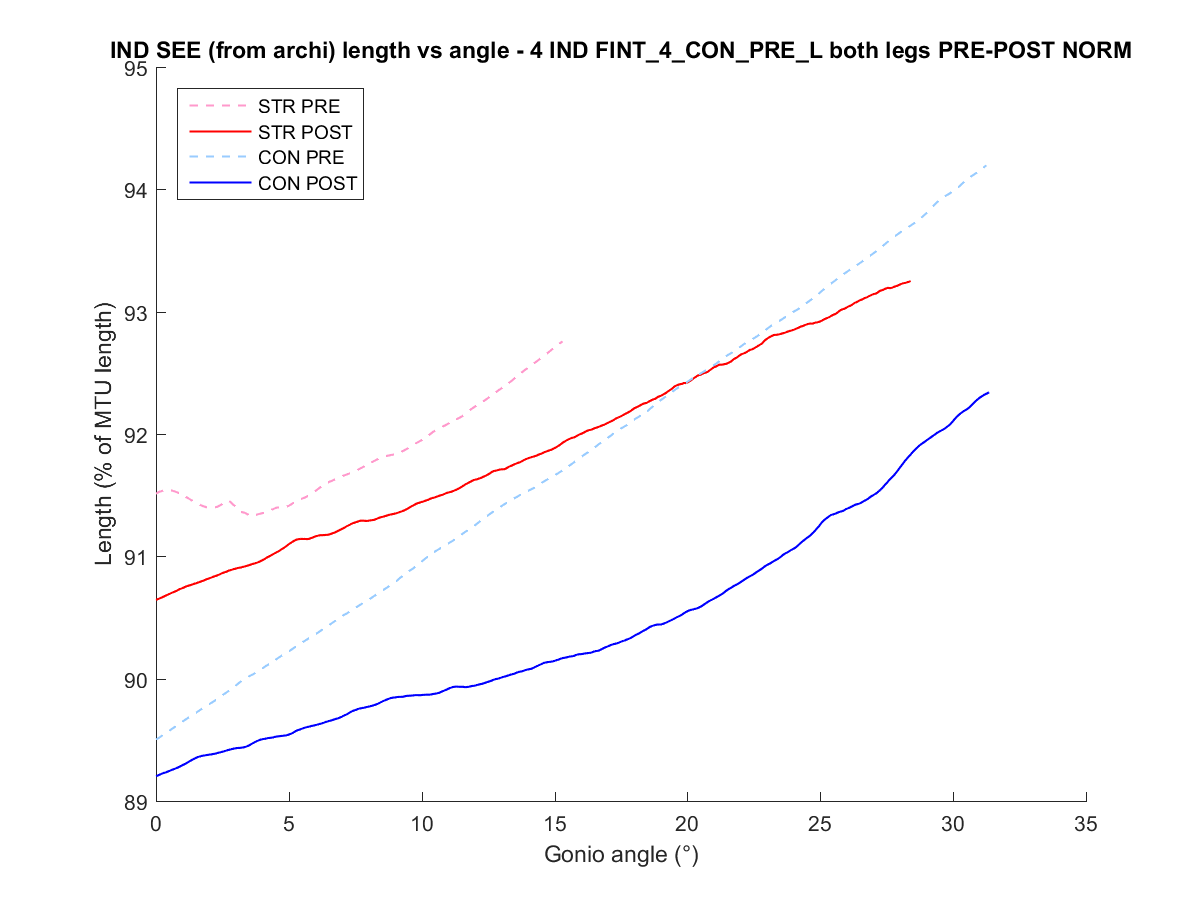 IND SEE (from archi) length vs angle - 4 IND FINT_4_CON_PRE_L both legs PRE-POST NORM
95
94
93
92
91
90
89
Length (% of MTU length)
STR PRE
STR POST
CON PRE
CON POST
0 5 10 15 20 25 30 35
Gonio angle (°)